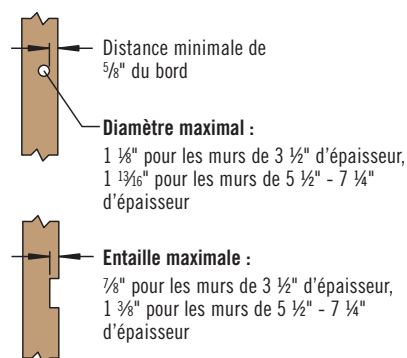 Distance minimale de
⅝" du bord
Diamètre maximal :
1 ⅛" pour les murs de 3 ½" d'épaisseur,
1 13⁄16" pour les murs de 5 ½" - 7 ¼"
d'épaisseur
Entaille maximale :
⅞" pour les murs de 3 ½" d'épaisseur,
1 ⅜" pour les murs de 5 ½" - 7 ¼"
d'épaisseur